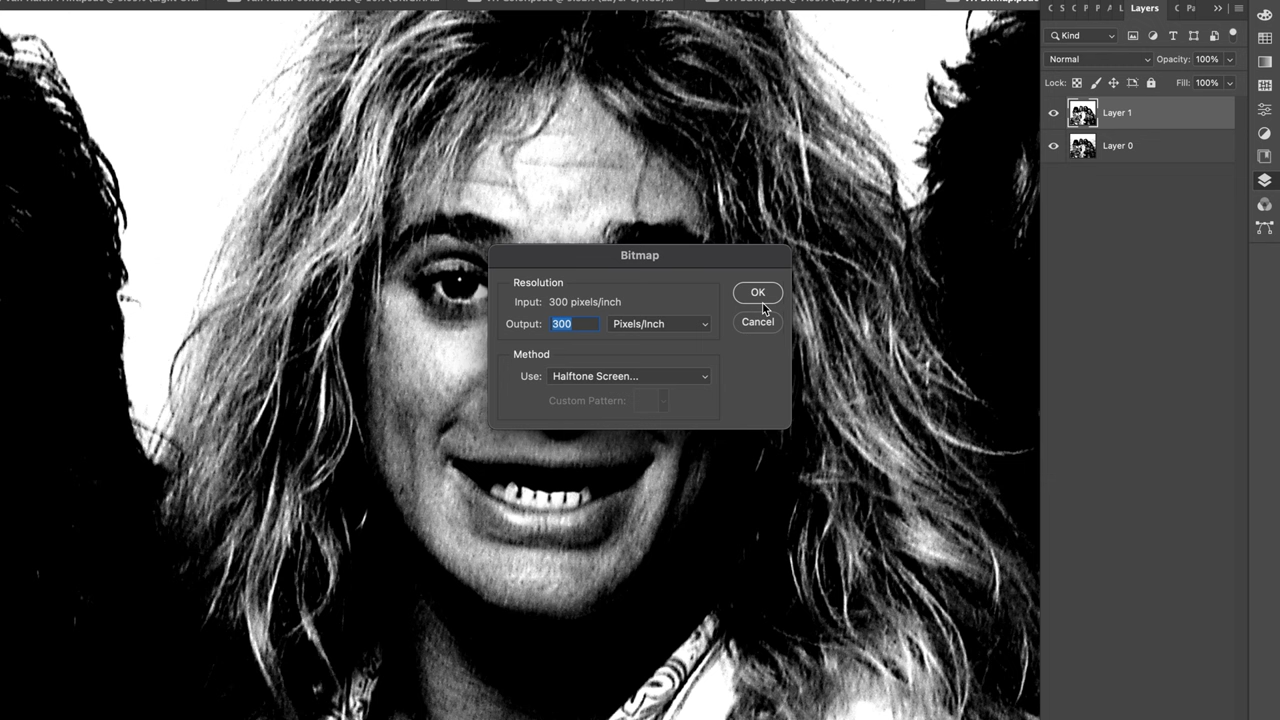 Layers
Kind
Normal
Opacity: 100%
Lock:
Fill: 100%
Layer 1
Layer 0
Bitmap
Resolution
Input: 300 pixels/inch
Output: 300 Pixels/Inch
OK
Cancel
Method
Use: Halftone Screen...
Custom Pattern: